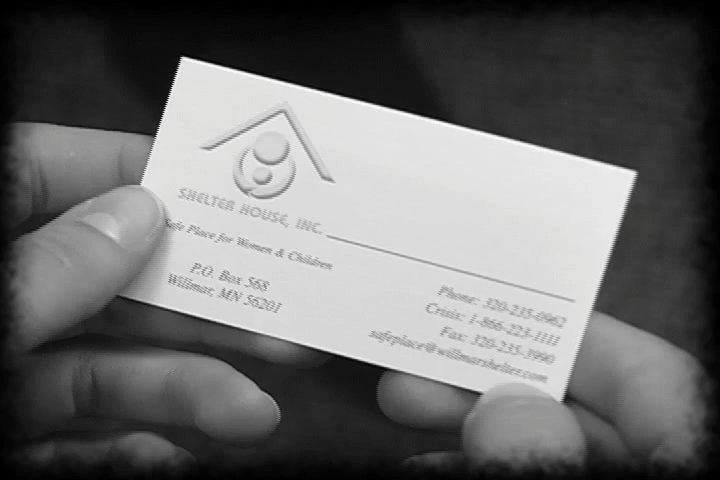 SHELTER HOUSE, INC.
Safe Place for Women & Children
P.O. Box 568
Willmar, MN 56201
Phone: 320-235-0962
Crisis: 1-866-223-1111
Fax: 320-235-3990
safeplace@willmarshelter.com